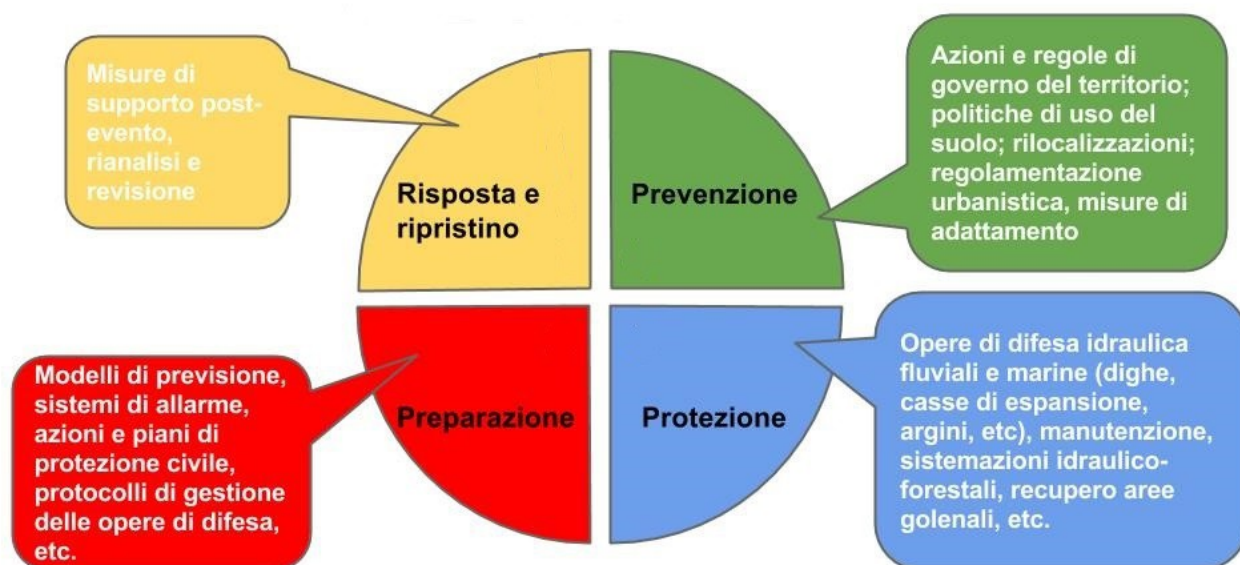 Misure di
supporto post-
evento,
rianalisi e
revisione
Risposta e
ripristino
Prevenzione
Azioni e regole di
governo del territorio;
politiche di uso del
suolo; rilocalizzazioni;
regolamentazione
urbanistica, misure di
adattamento
Modelli di previsione,
sistemi di allarme,
azioni e piani di
protezione civile,
protocolli di gestione
delle opere di difesa,
etc.
Preparazione
Protezione
Opere di difesa idraulica
fluviali e marine (dighe,
casse di espansione,
argini, etc), manutenzione,
sistemazioni idraulico-
forestali, recupero aree
golenali, etc.